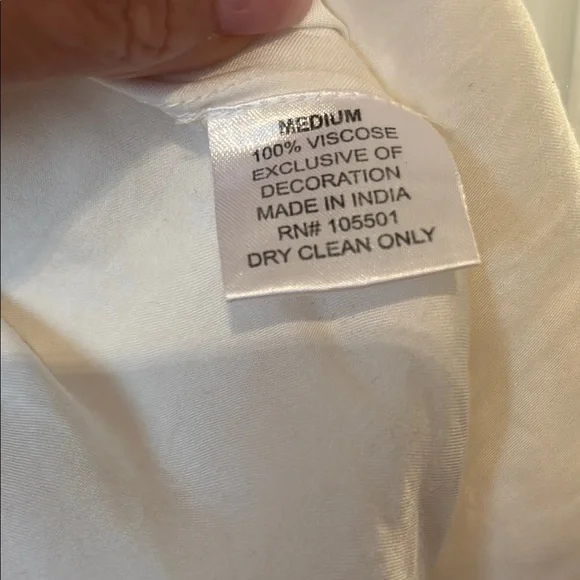 MEDIUM
100% VISCOSE
EXCLUSIVE OF
DECORATION
MADE IN INDIA
RN# 105501
DRY CLEAN ONLY